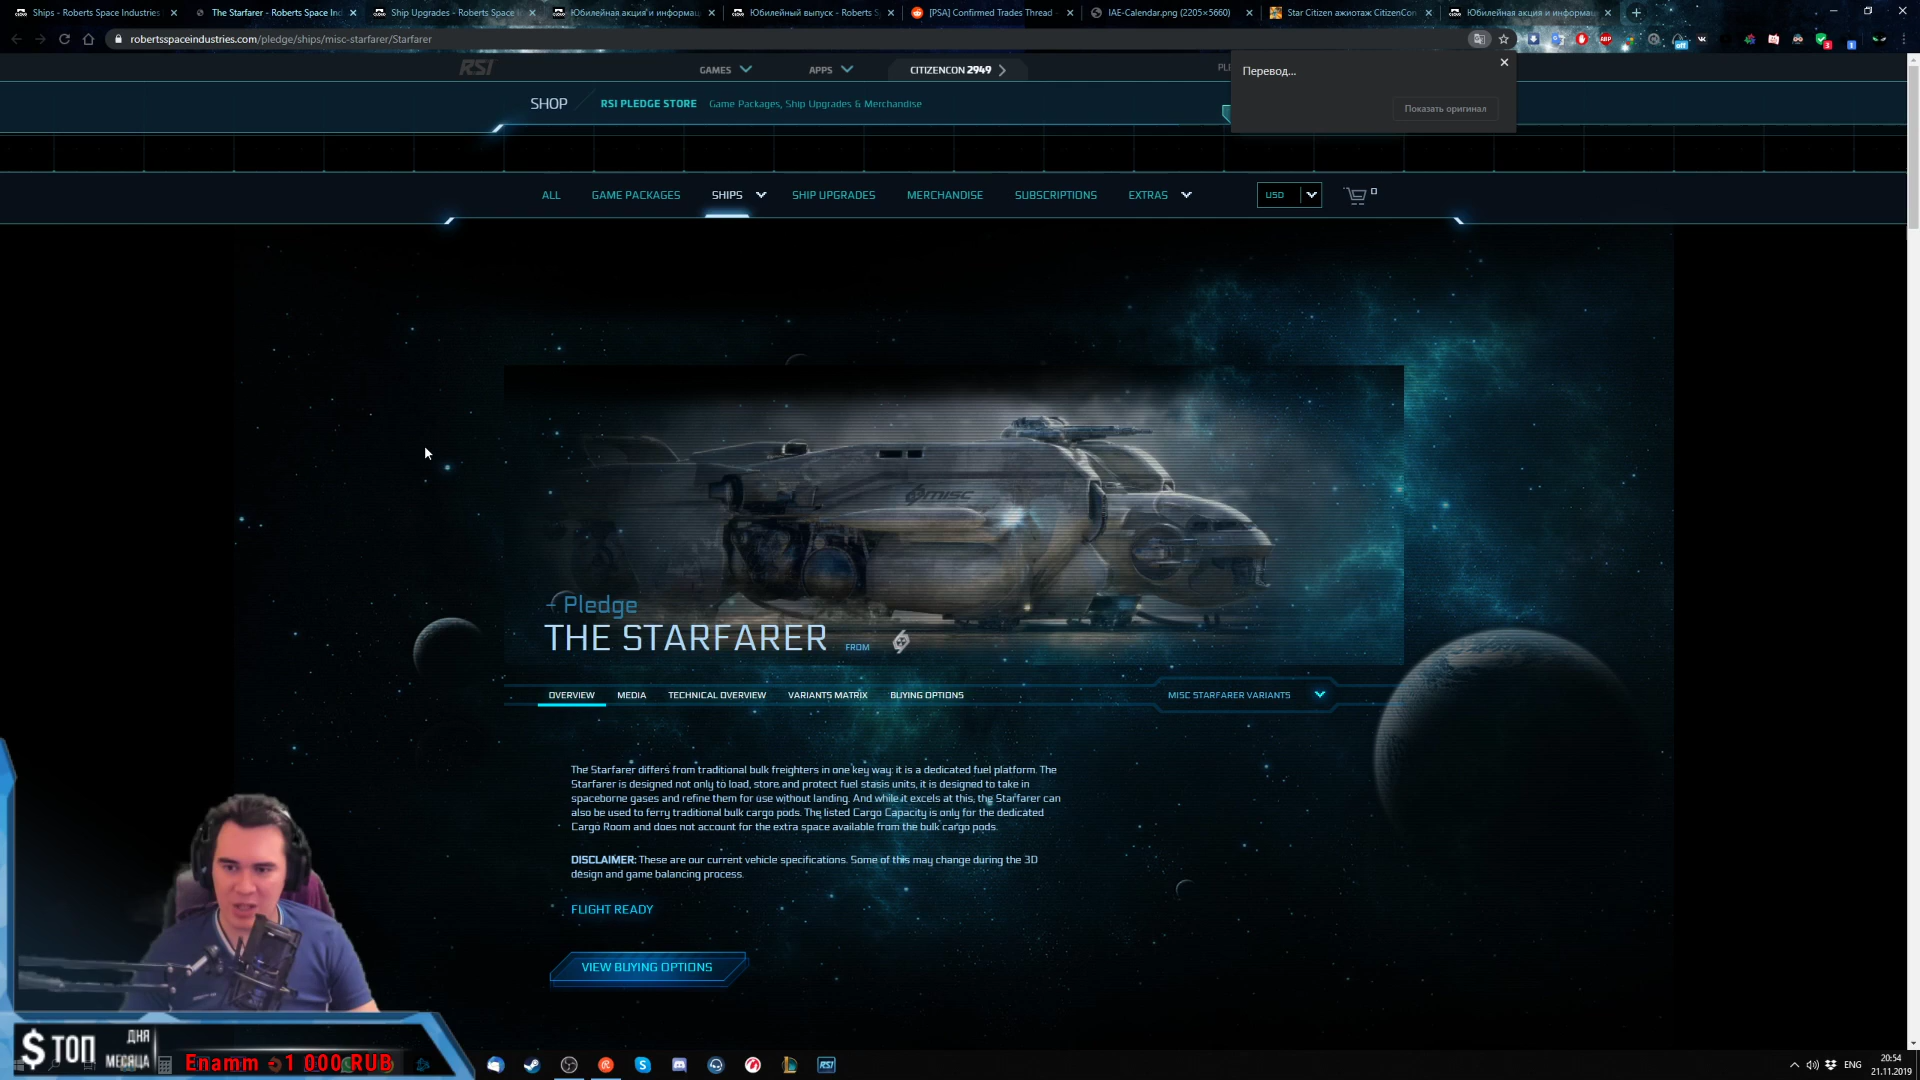 Ships - Roberts Space Industries
The Starfarer - Roberts Space Ind
Ship Upgrades - Roberts Space I
Юбилейная акция и информац
Юбилейный выпуск - Roberts S
[PSA] Confirmed Trades Thread -
IAE-Calendar.png (2205×5660)
Star Citizen ажиотаж CitizenCon
Юбилейная акция и информац
robertsspaceindustries.com/pledge/ships/misc-starfarer/Starfarer
RSI
GAMES
APPS
CITIZENCON 2949
PL
Перевод...
Показать оригинал
SHOP
RSI PLEDGE STORE
Game Packages, Ship Upgrades & Merchandise
ALL
GAME PACKAGES
SHIPS
SHIP UPGRADES
MERCHANDISE
SUBSCRIPTIONS
EXTRAS
USD
0
MISC
- Pledge
THE STARFARER
FROM
OVERVIEW
MEDIA
TECHNICAL OVERVIEW
VARIANTS MATRIX
BUYING OPTIONS
MISC STARFARER VARIANTS
The Starfarer differs from traditional bulk freighters in one key way: it is a dedicated fuel platform. The
Starfarer is designed not only to load, store and protect fuel stasis units, it is designed to take in
spaceborne gases and refine them for use without landing. And while it excels at this, the Starfarer can
also be used to ferry traditional bulk cargo pods. The listed Cargo Capacity is only for the dedicated
Cargo Room and does not account for the extra space available from the bulk cargo pods.
DISCLAIMER: These are our current vehicle specifications. Some of this may change during the 3D
design and game balancing process.
FLIGHT READY
VIEW BUYING OPTIONS
$ ТОП
ДНЯ
МЕСЯЦА
Enamm - 1 000 RUB
RSI
ENG
20:54
21.11.2019